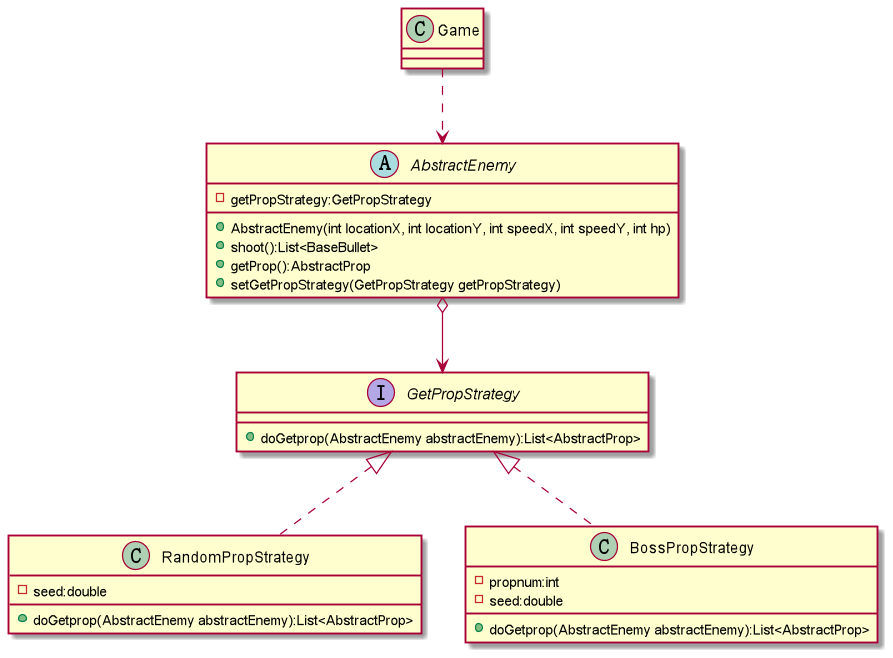 C Game
A AbstractEnemy
getPropStrategy:GetPropStrategy
AbstractEnemy(int locationX, int locationY, int speedX, int speedY, int hp)
shoot():List<BaseBullet>
getProp():AbstractProp
setGetPropStrategy(GetPropStrategy getPropStrategy)
I GetPropStrategy
doGetprop(AbstractEnemy abstractEnemy):List<AbstractProp>
C RandomPropStrategy
seed:double
doGetprop(AbstractEnemy abstractEnemy):List<AbstractProp>
C BossPropStrategy
propnum:int
seed:double
doGetprop(AbstractEnemy abstractEnemy):List<AbstractProp>